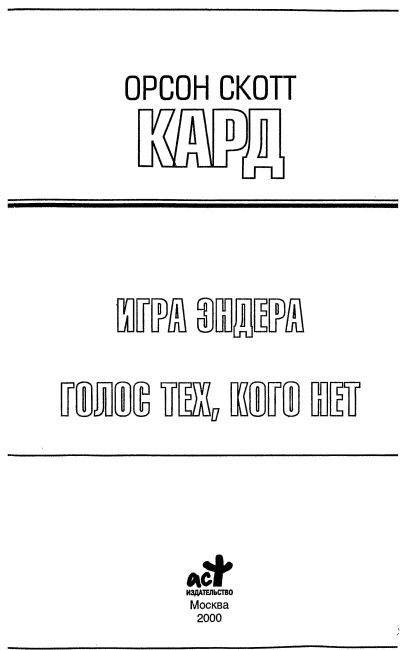 ОРСОН СКОТТ
КАРД
ИГРА ЭНДЕРА
ГОЛОС ТЕХ, КОГО НЕТ
аст
ИЗДАТЕЛЬСТВО
Москва
2000